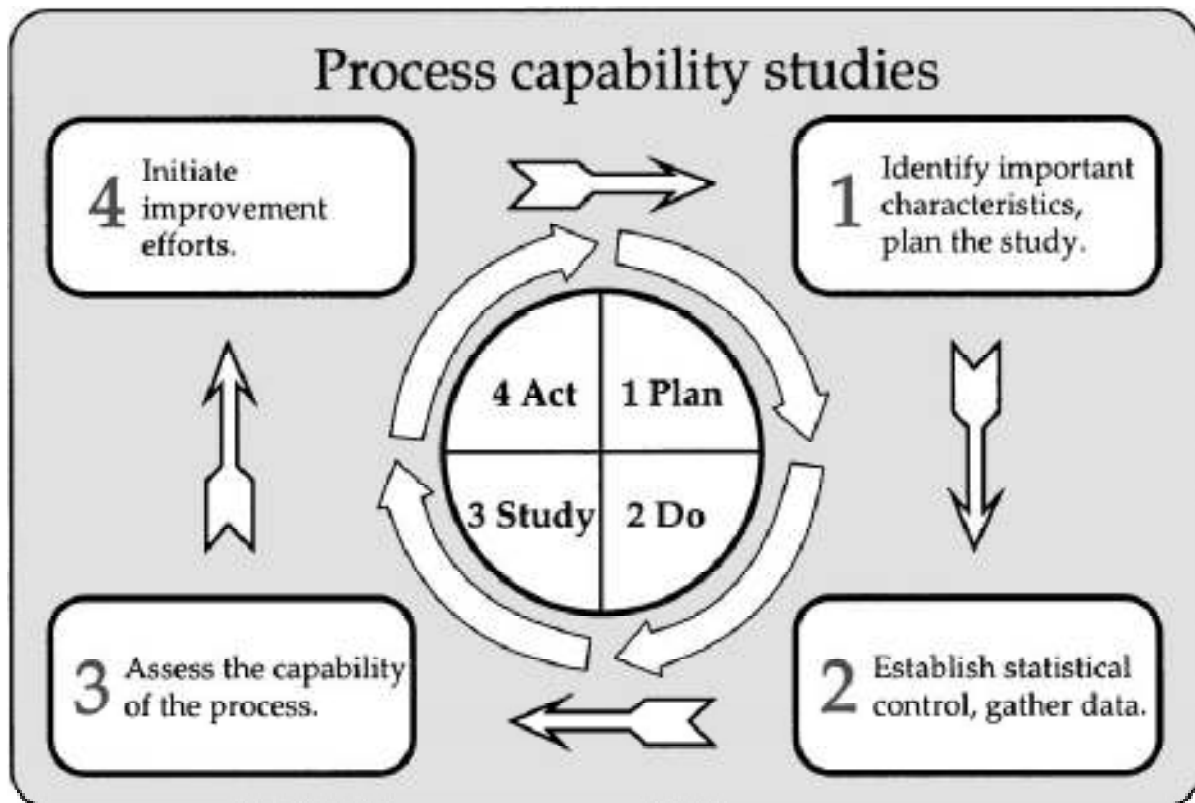 Process capability studies
4 Initiate
improvement
efforts.
1 Identify important
characteristics,
plan the study.
4 Act
1 Plan
3 Study
2 Do
3 Assess the capability
of the process.
2 Establish statistical
control, gather data.